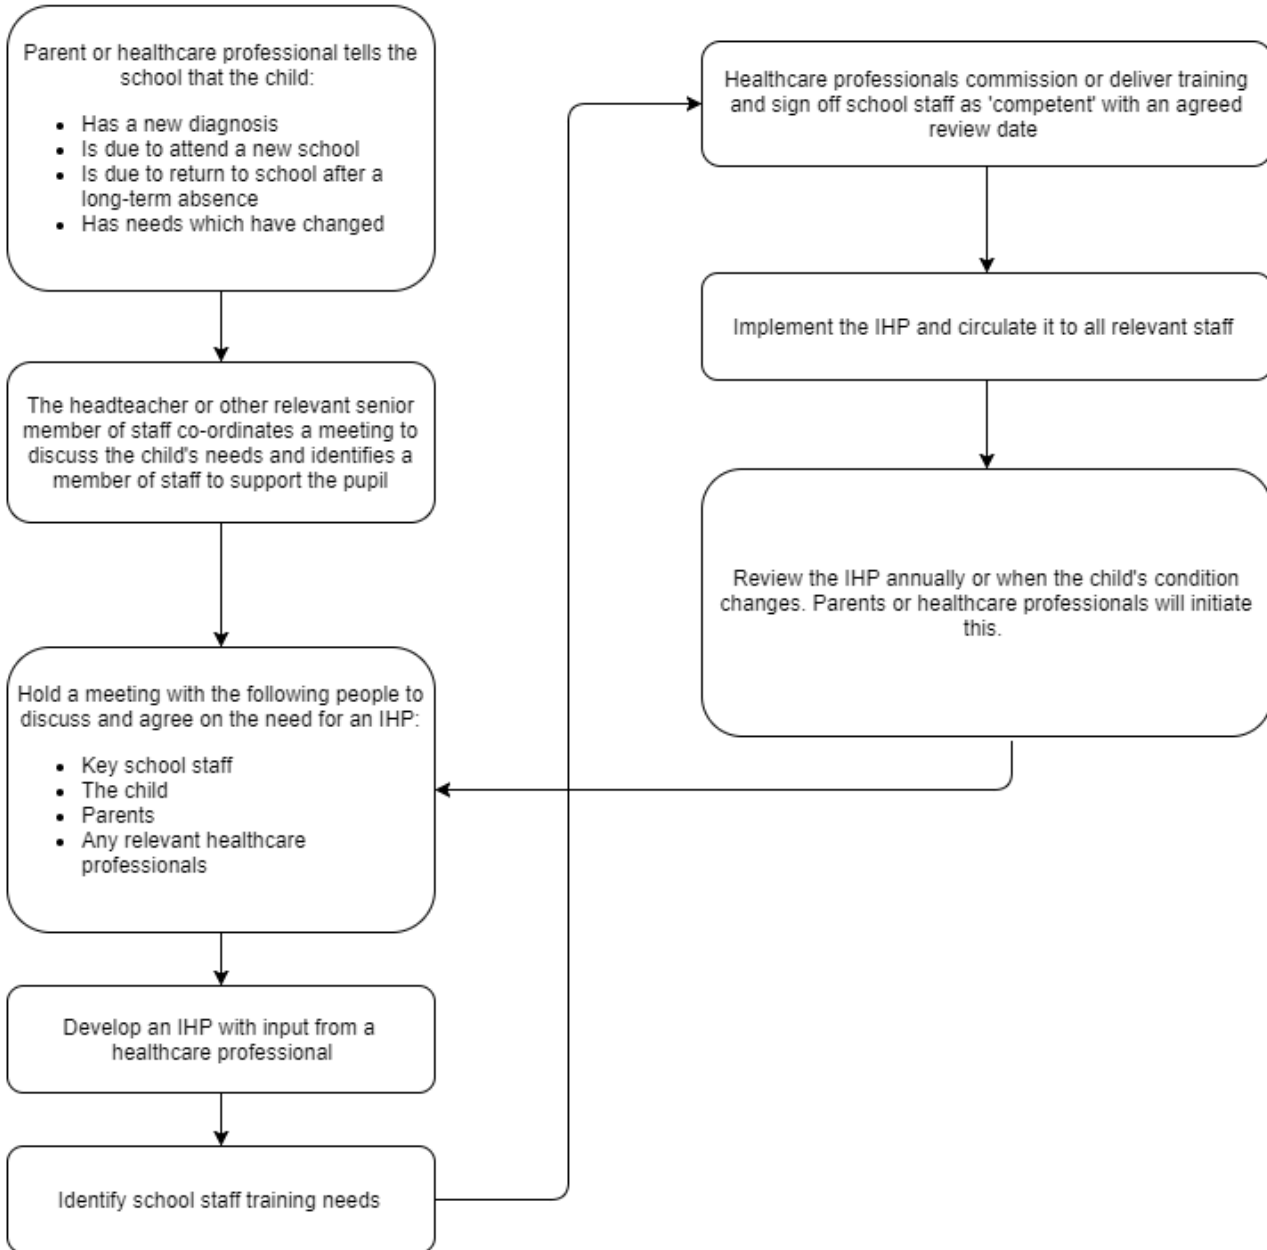 Parent or healthcare professional tells the
school that the child:
• Has a new diagnosis
• Is due to attend a new school
• Is due to return to school after a
long-term absence
• Has needs which have changed
The headteacher or other relevant senior
member of staff co-ordinates a meeting to
discuss the child's needs and identifies a
member of staff to support the pupil
Hold a meeting with the following people to
discuss and agree on the need for an IHP:
• Key school staff
• The child
• Parents
• Any relevant healthcare
professionals
Develop an IHP with input from a
healthcare professional
Identify school staff training needs
Healthcare professionals commission or deliver training
and sign off school staff as 'competent' with an agreed
review date
Implement the IHP and circulate it to all relevant staff
Review the IHP annually or when the child's condition
changes. Parents or healthcare professionals will initiate
this.